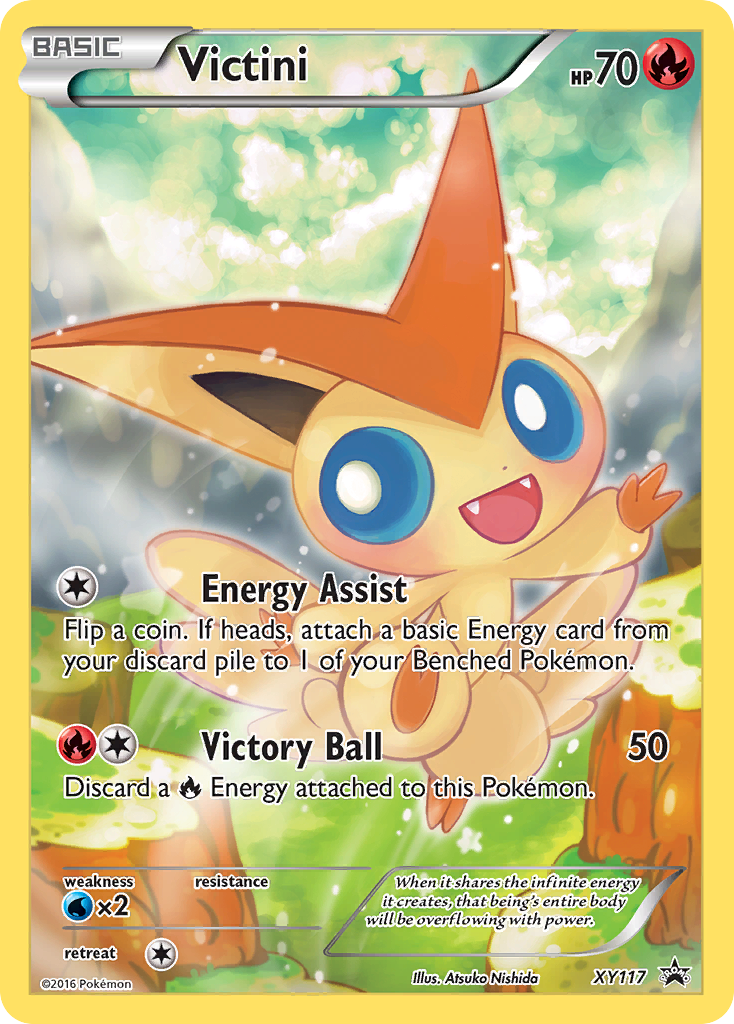 BASIC
Victini
HP70
Energy Assist
Flip a coin. If heads, attach a basic Energy card from
your discard pile to 1 of your Benched Pokémon.
Victory Ball 50
Discard a Energy attached to this Pokémon.
weakness resistance
×2
When it shares the infinite energy
it creates, that being's entire body
will be overflowing with power.
retreat
©2016 Pokémon
Illus. Atsuko Nishida
XY117
PROMO